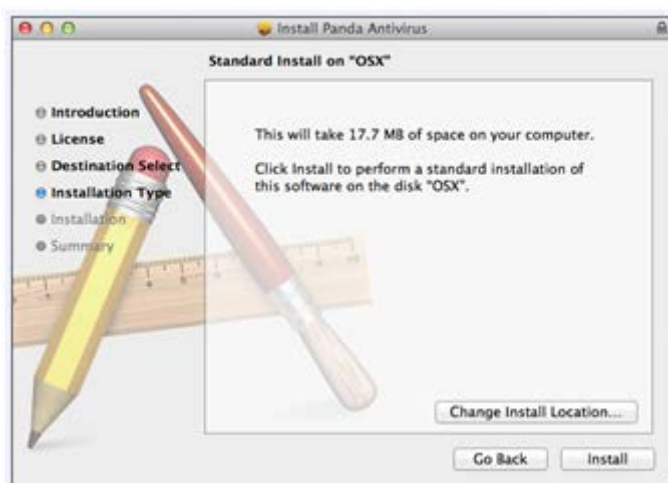 Install Panda Antivirus
Standard Install on "OSX"
Introduction
License
Destination Select
Installation Type
Installation
Summary
This will take 17.7 MB of space on your computer.
Click Install to perform a standard installation of
this software on the disk "OSX".
Change Install Location...
Go Back
Install